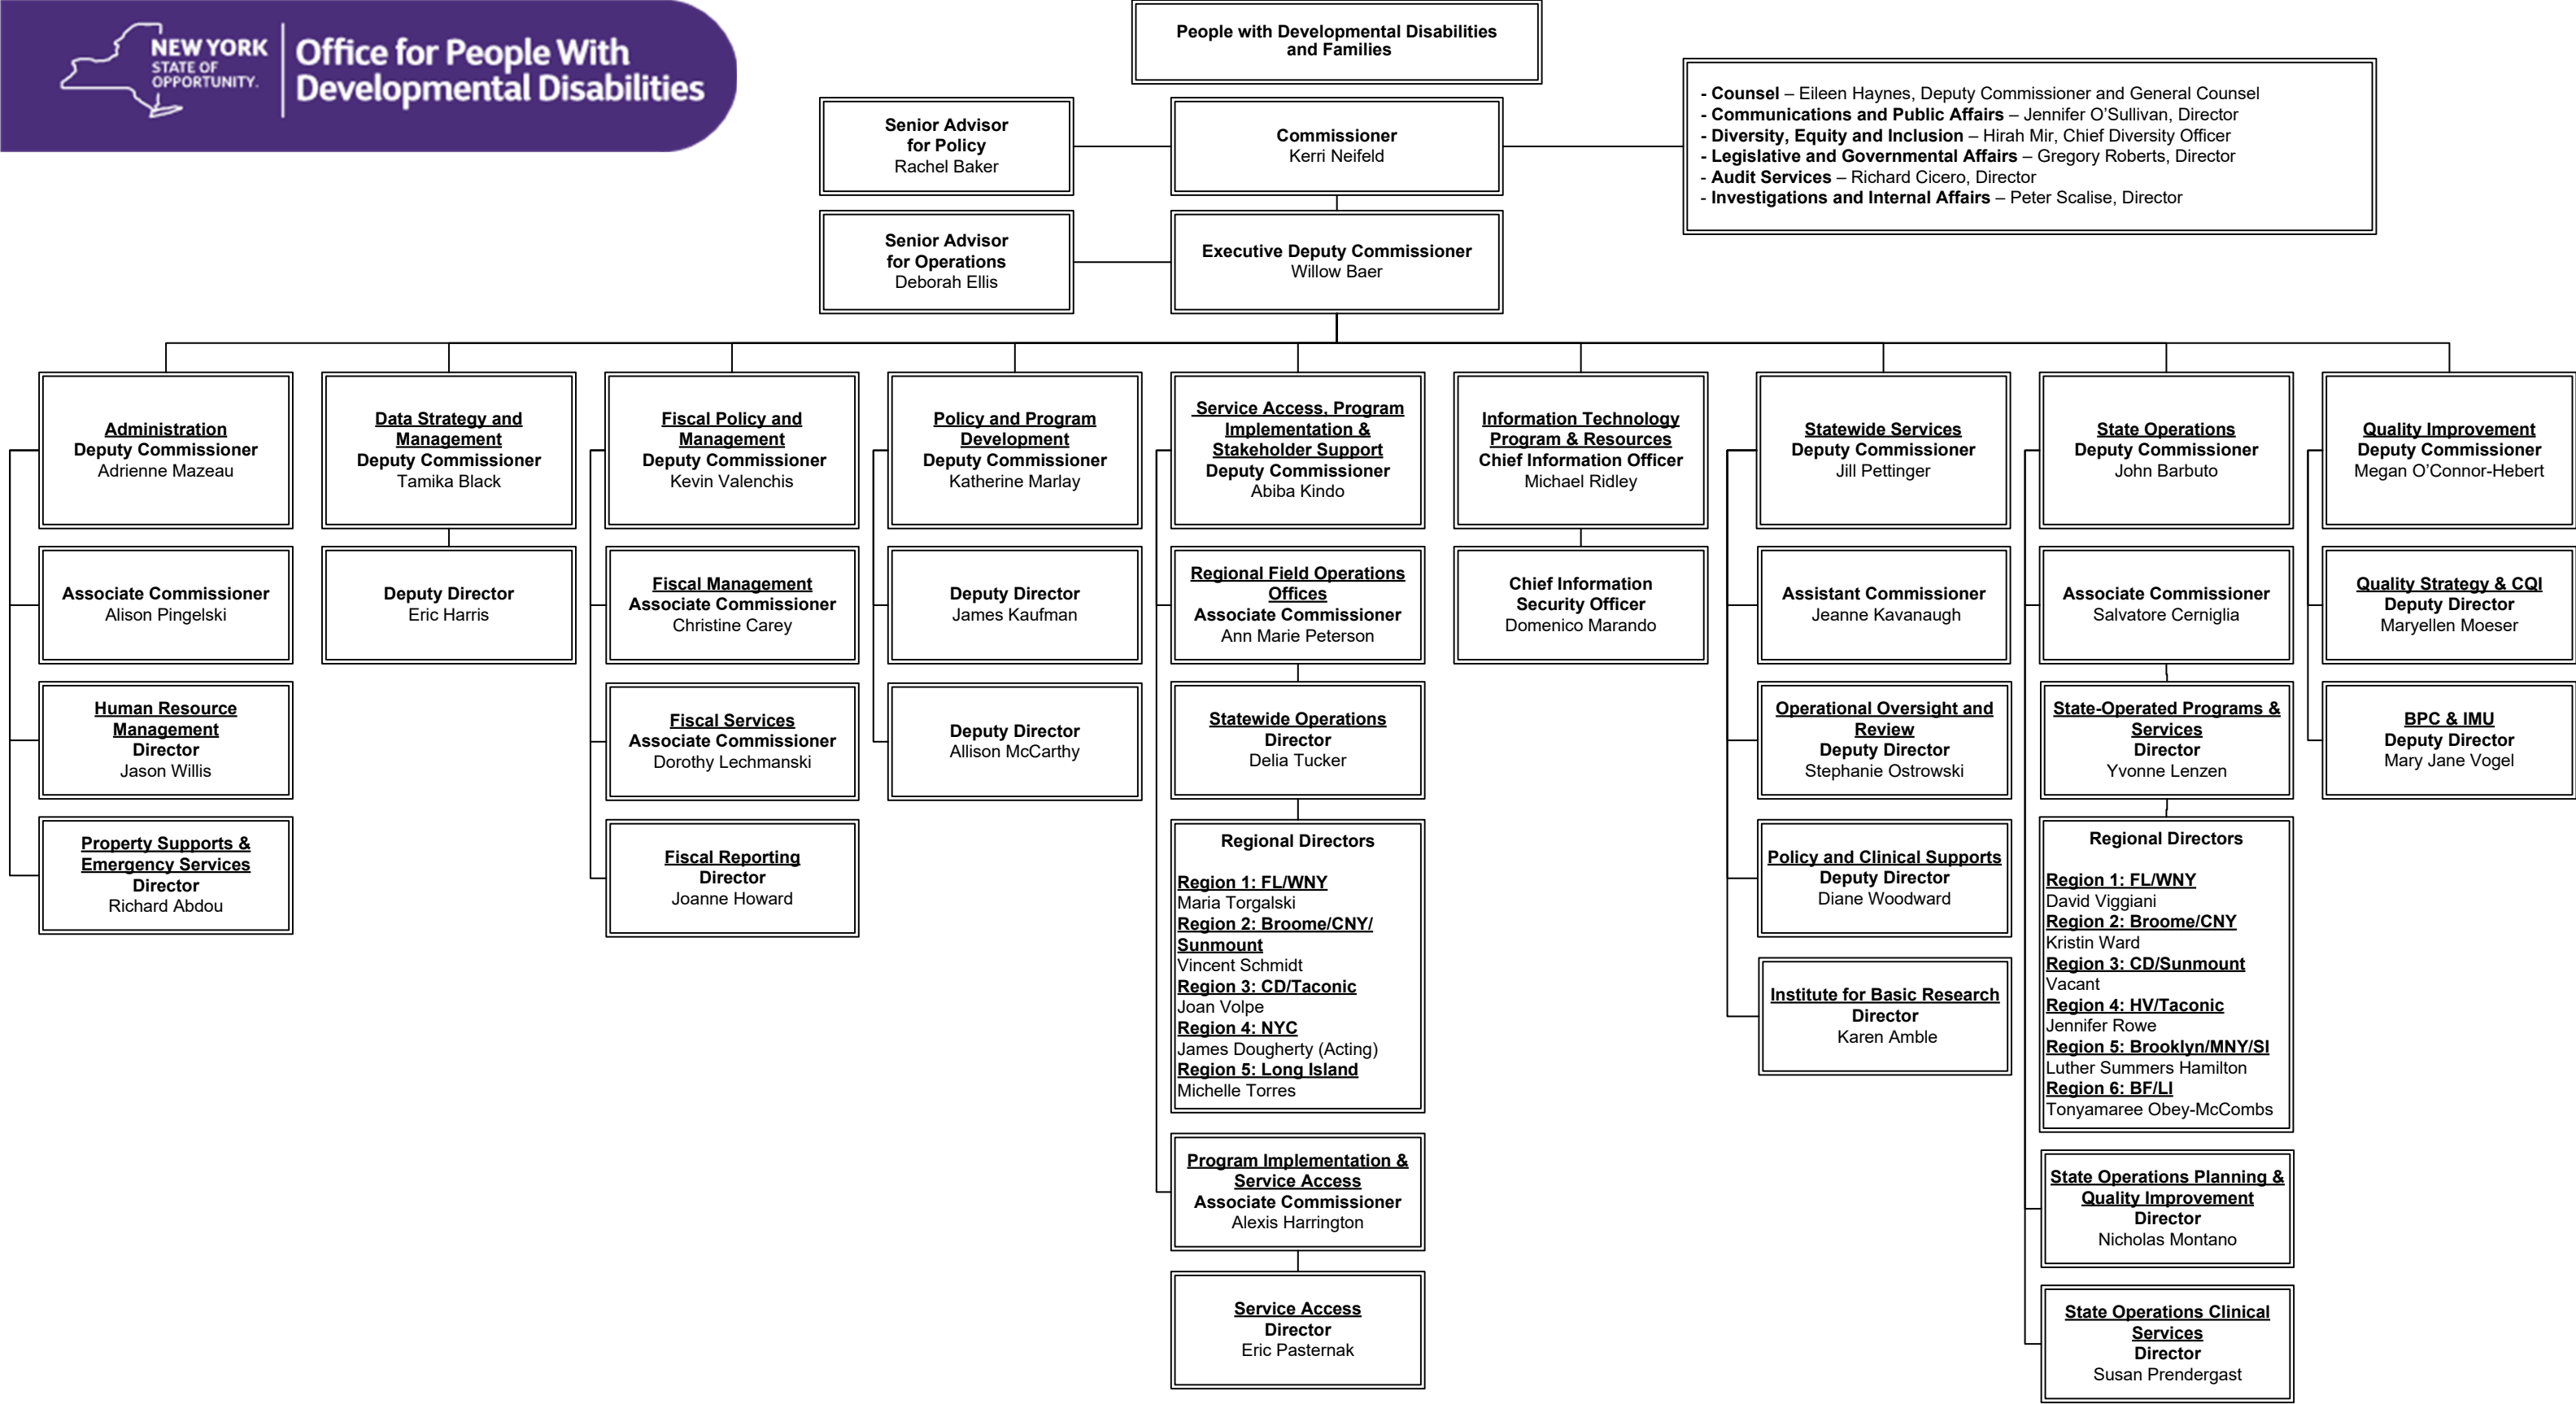 NEW YORK
STATE OF
OPPORTUNITY.
Office for People With
Developmental Disabilities
People with Developmental Disabilities
and Families
- Counsel – Eileen Haynes, Deputy Commissioner and General Counsel
- Communications and Public Affairs – Jennifer O’Sullivan, Director
- Diversity, Equity and Inclusion – Hirah Mir, Chief Diversity Officer
- Legislative and Governmental Affairs – Gregory Roberts, Director
- Audit Services – Richard Cicero, Director
- Investigations and Internal Affairs – Peter Scalise, Director
Senior Advisor
for Policy
Rachel Baker
Commissioner
Kerri Neifeld
Senior Advisor
for Operations
Deborah Ellis
Executive Deputy Commissioner
Willow Baer
Administration
Deputy Commissioner
Adrienne Mazeau
Associate Commissioner
Alison Pingelski
Human Resource
Management
Director
Jason Willis
Property Supports &
Emergency Services
Director
Richard Abdou
Data Strategy and
Management
Deputy Commissioner
Tamika Black
Deputy Director
Eric Harris
Fiscal Policy and
Management
Deputy Commissioner
Kevin Valenchis
Fiscal Management
Associate Commissioner
Christine Carey
Fiscal Services
Associate Commissioner
Dorothy Lechmanski
Fiscal Reporting
Director
Joanne Howard
Policy and Program
Development
Deputy Commissioner
Katherine Marlay
Deputy Director
James Kaufman
Deputy Director
Allison McCarthy
Service Access, Program
Implementation &
Stakeholder Support
Deputy Commissioner
Abiba Kindo
Regional Field Operations
Offices
Associate Commissioner
Ann Marie Peterson
Statewide Operations
Director
Delia Tucker
Regional Directors
Region 1: FL/WNY
Maria Torgalski
Region 2: Broome/CNY/
Sunmount
Vincent Schmidt
Region 3: CD/Taconic
Joan Volpe
Region 4: NYC
James Dougherty (Acting)
Region 5: Long Island
Michelle Torres
Program Implementation &
Service Access
Associate Commissioner
Alexis Harrington
Service Access
Director
Eric Pasternak
Information Technology
Program & Resources
Chief Information Officer
Michael Ridley
Chief Information
Security Officer
Domenico Marando
Statewide Services
Deputy Commissioner
Jill Pettinger
Assistant Commissioner
Jeanne Kavanaugh
Operational Oversight and
Review
Deputy Director
Stephanie Ostrowski
Policy and Clinical Supports
Deputy Director
Diane Woodward
Institute for Basic Research
Director
Karen Amble
State Operations
Deputy Commissioner
John Barbuto
Associate Commissioner
Salvatore Cerniglia
State-Operated Programs &
Services
Director
Yvonne Lenzen
Regional Directors
Region 1: FL/WNY
David Viggiani
Region 2: Broome/CNY
Kristin Ward
Region 3: CD/Sunmount
Vacant
Region 4: HV/Taconic
Jennifer Rowe
Region 5: Brooklyn/MNY/SI
Luther Summers Hamilton
Region 6: BF/LI
Tonyamaree Obey-McCombs
State Operations Planning &
Quality Improvement
Director
Nicholas Montano
State Operations Clinical
Services
Director
Susan Prendergast
Quality Improvement
Deputy Commissioner
Megan O’Connor-Hebert
Quality Strategy & CQI
Deputy Director
Maryellen Moeser
BPC & IMU
Deputy Director
Mary Jane Vogel